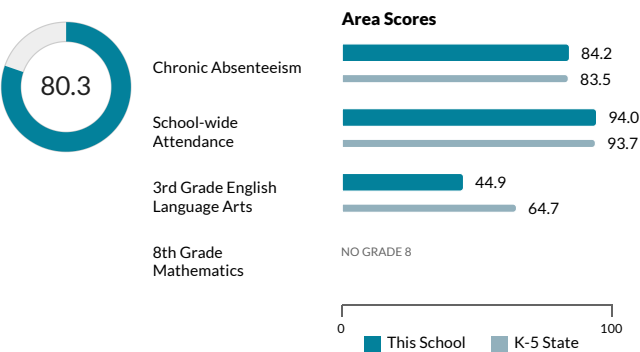 Area Scores
80.3
Chronic Absenteeism
84.2
83.5
School-wide
Attendance
94.0
93.7
3rd Grade English
Language Arts
44.9
64.7
8th Grade
Mathematics
NO GRADE 8
0
100
This School
K-5 State